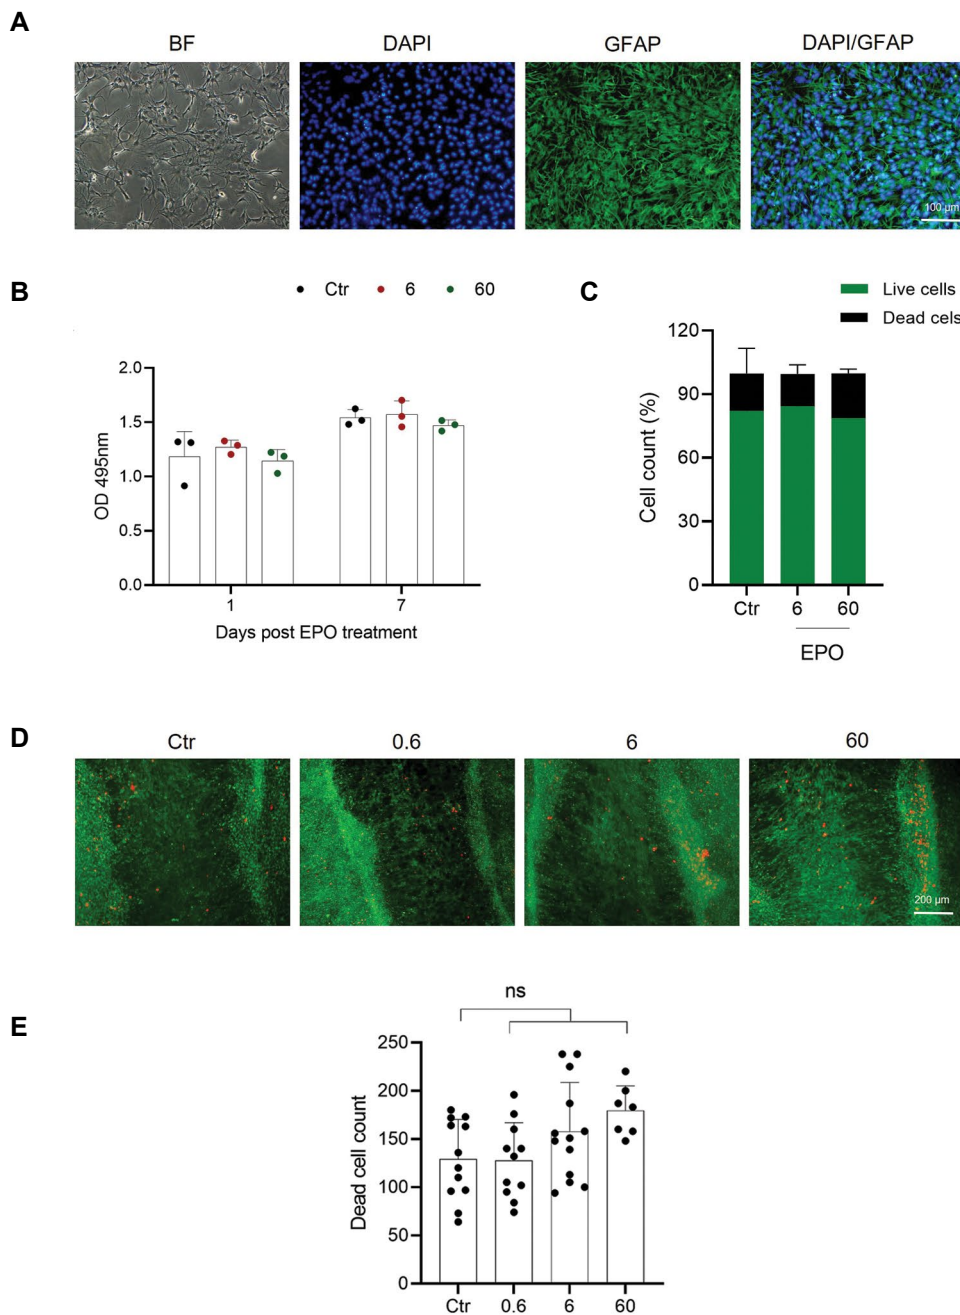 A
BF DAPI GFAP DAPI/GFAP
100 µm
B
Ctr 6 60
2.0
1.5
1.0
0.5
0.0
OD 495nm
1 7
Days post EPO treatment
C
Live cells
Dead cels
120
90
60
30
0
Cell count (%)
Ctr 6 60
EPO
D
Ctr 0.6 6 60
200 µm
E
ns
250
200
150
100
50
0
Dead cell count
Ctr 0.6 6 60